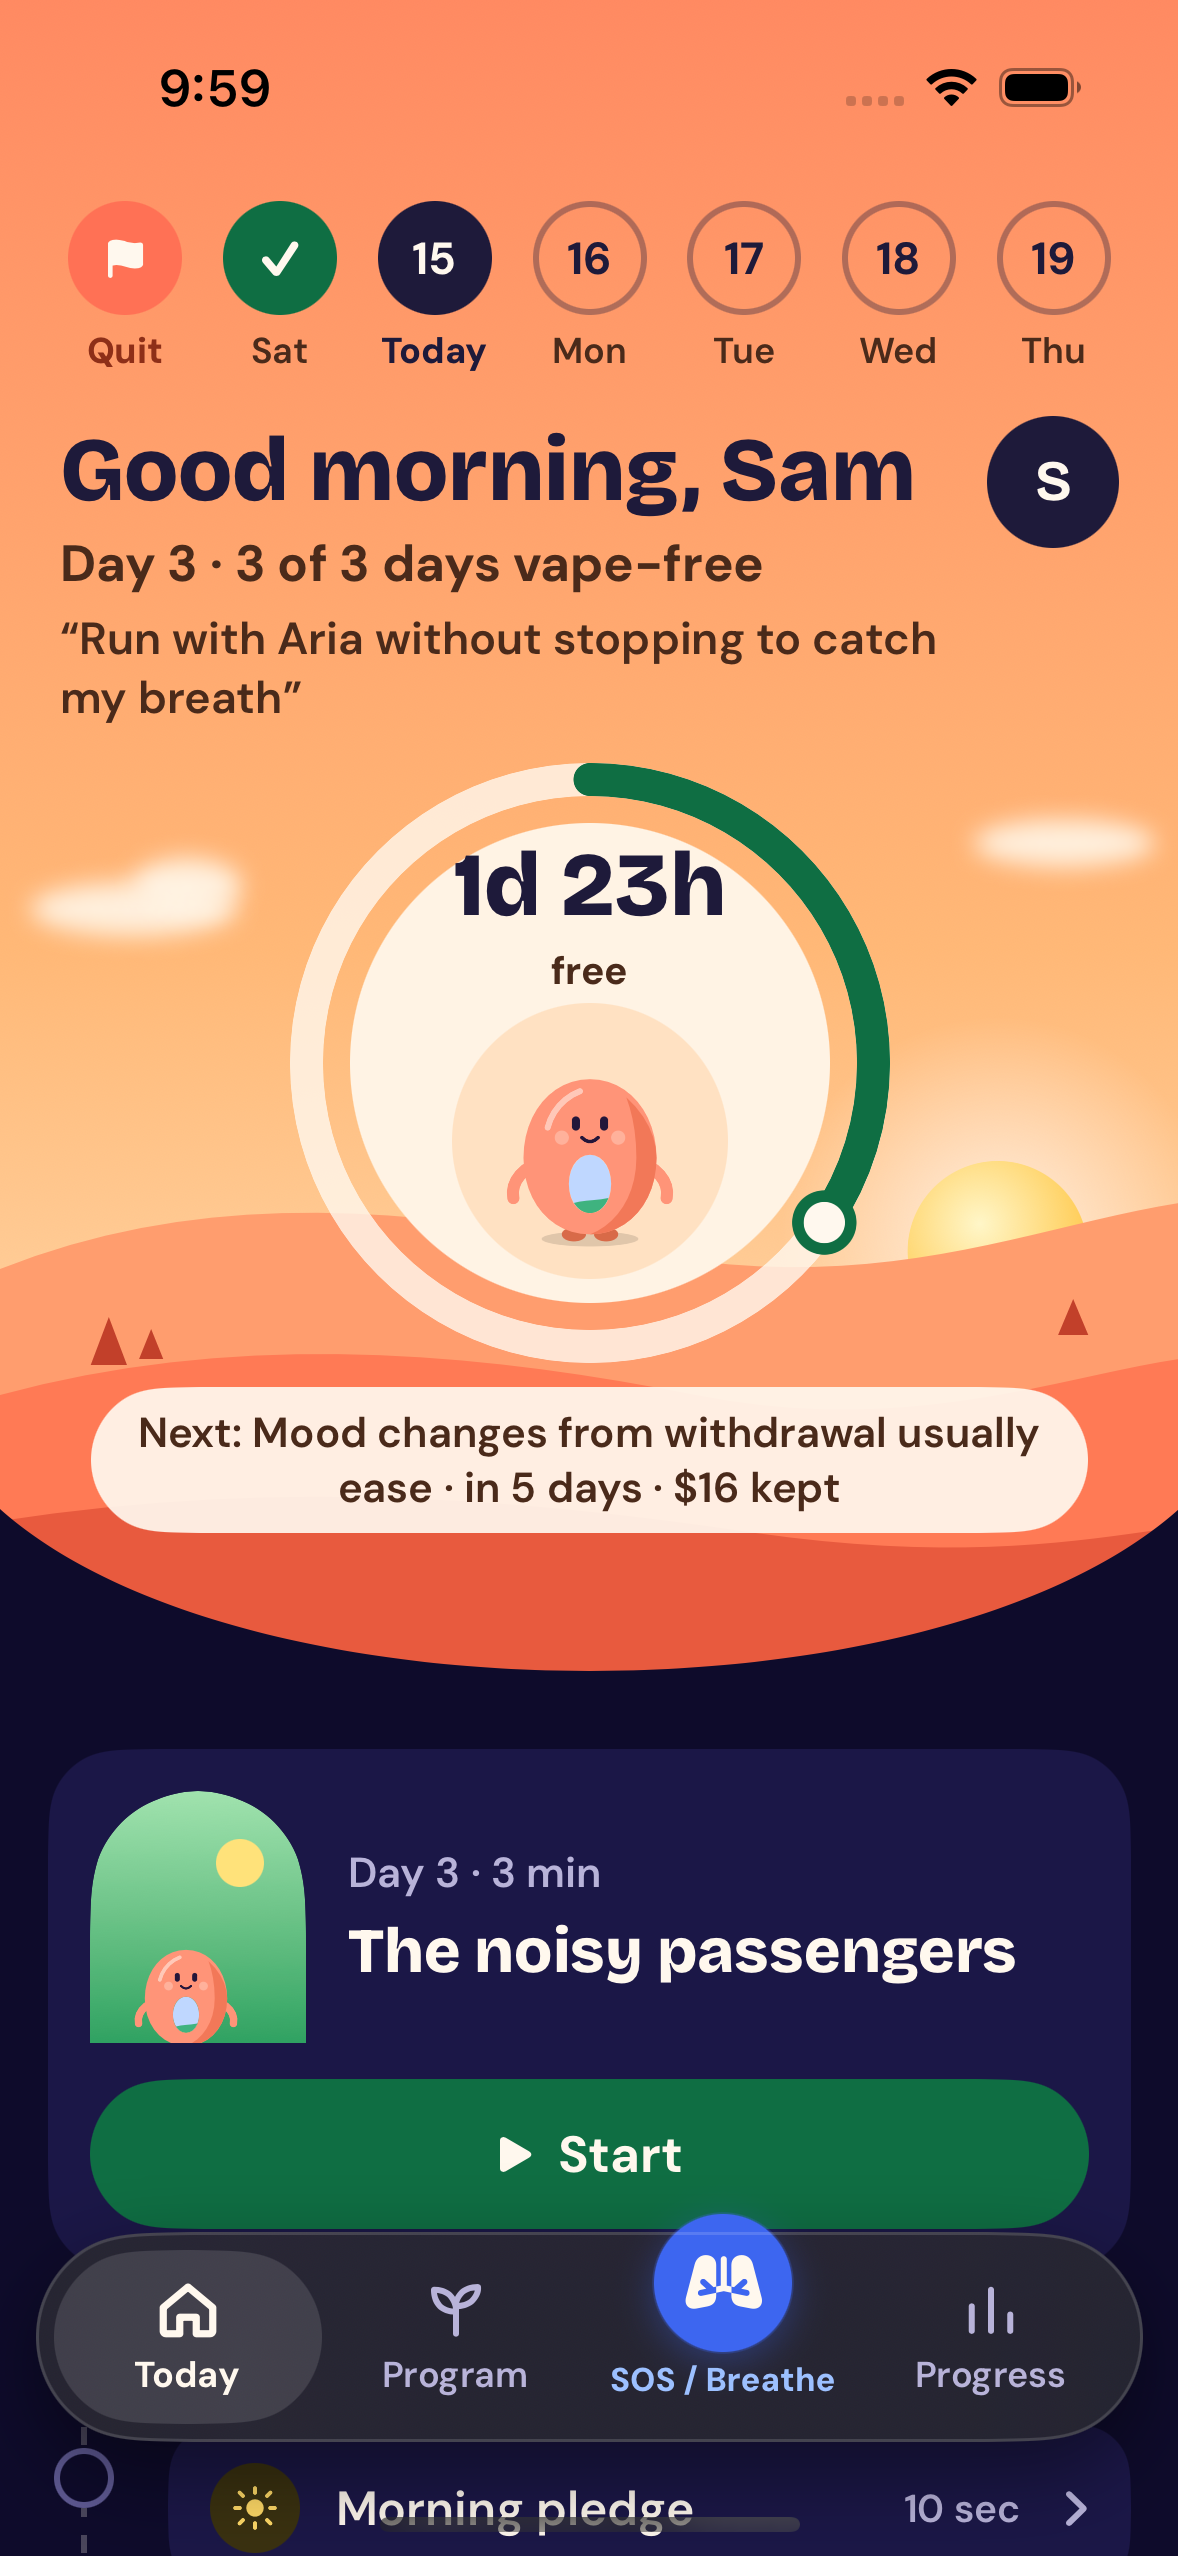 9:59
15 16 17 18 19
Quit Sat Today Mon Tue Wed Thu
Good morning, Sam
S
Day 3 · 3 of 3 days vape-free
“Run with Aria without stopping to catch
my breath”
1d 23h
free
Next: Mood changes from withdrawal usually
ease · in 5 days · $16 kept
Day 3 · 3 min
The noisy passengers
Start
Today Program SOS / Breathe Progress
Morning pledge 10 sec